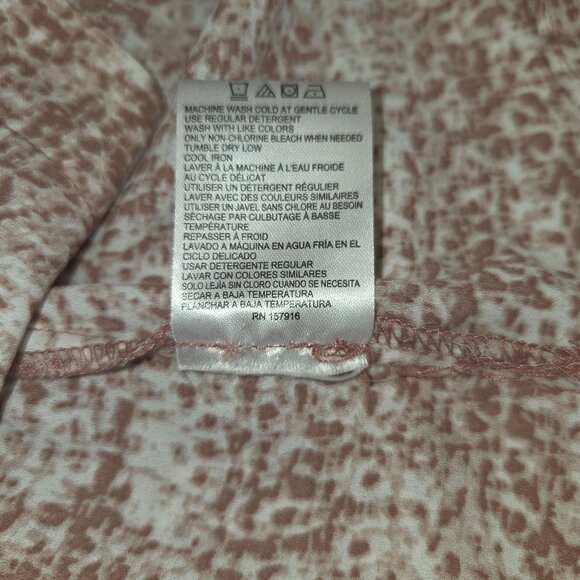 MACHINE WASH COLD AT GENTLE CYCLE
USE REGULAR DETERGENT
WASH WITH LIKE COLORS
ONLY NON-CHLORINE BLEACH WHEN NEEDED
TUMBLE DRY LOW
COOL IRON
LAVER À LA MACHINE À L'EAU FROIDE
AU CYCLE DÉLICAT
UTILISER UN DÉTERGENT RÉGULIER
LAVER AVEC DES COULEURS SIMILAIRES
UTILISER UN JAVEL SANS CHLORE AU BESOIN
SÉCHAGE PAR CULBUTAGE À BASSE
TEMPÉRATURE
REPASSER À FROID
LAVADO A MÁQUINA EN AGUA FRÍA EN EL
CICLO DELICADO
USAR DETERGENTE REGULAR
LAVAR CON COLORES SIMILARES
SOLO LEJÍA SIN CLORO CUANDO SE NECESITA
SECAR A BAJA TEMPERATURA
PLANCHAR A BAJA TEMPERATURA
RN 157916